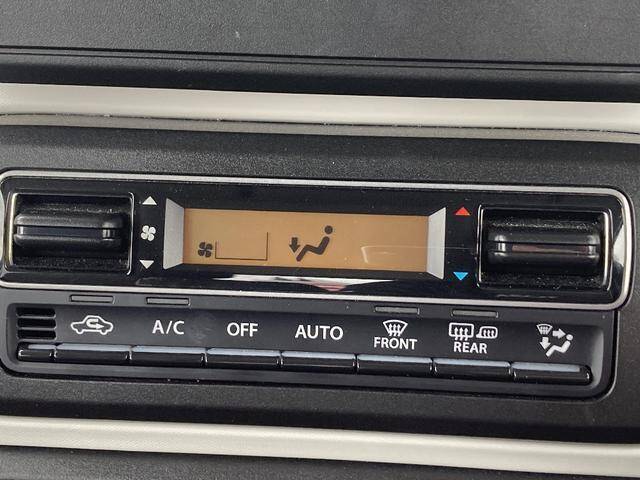 A/C OFF AUTO FRONT REAR